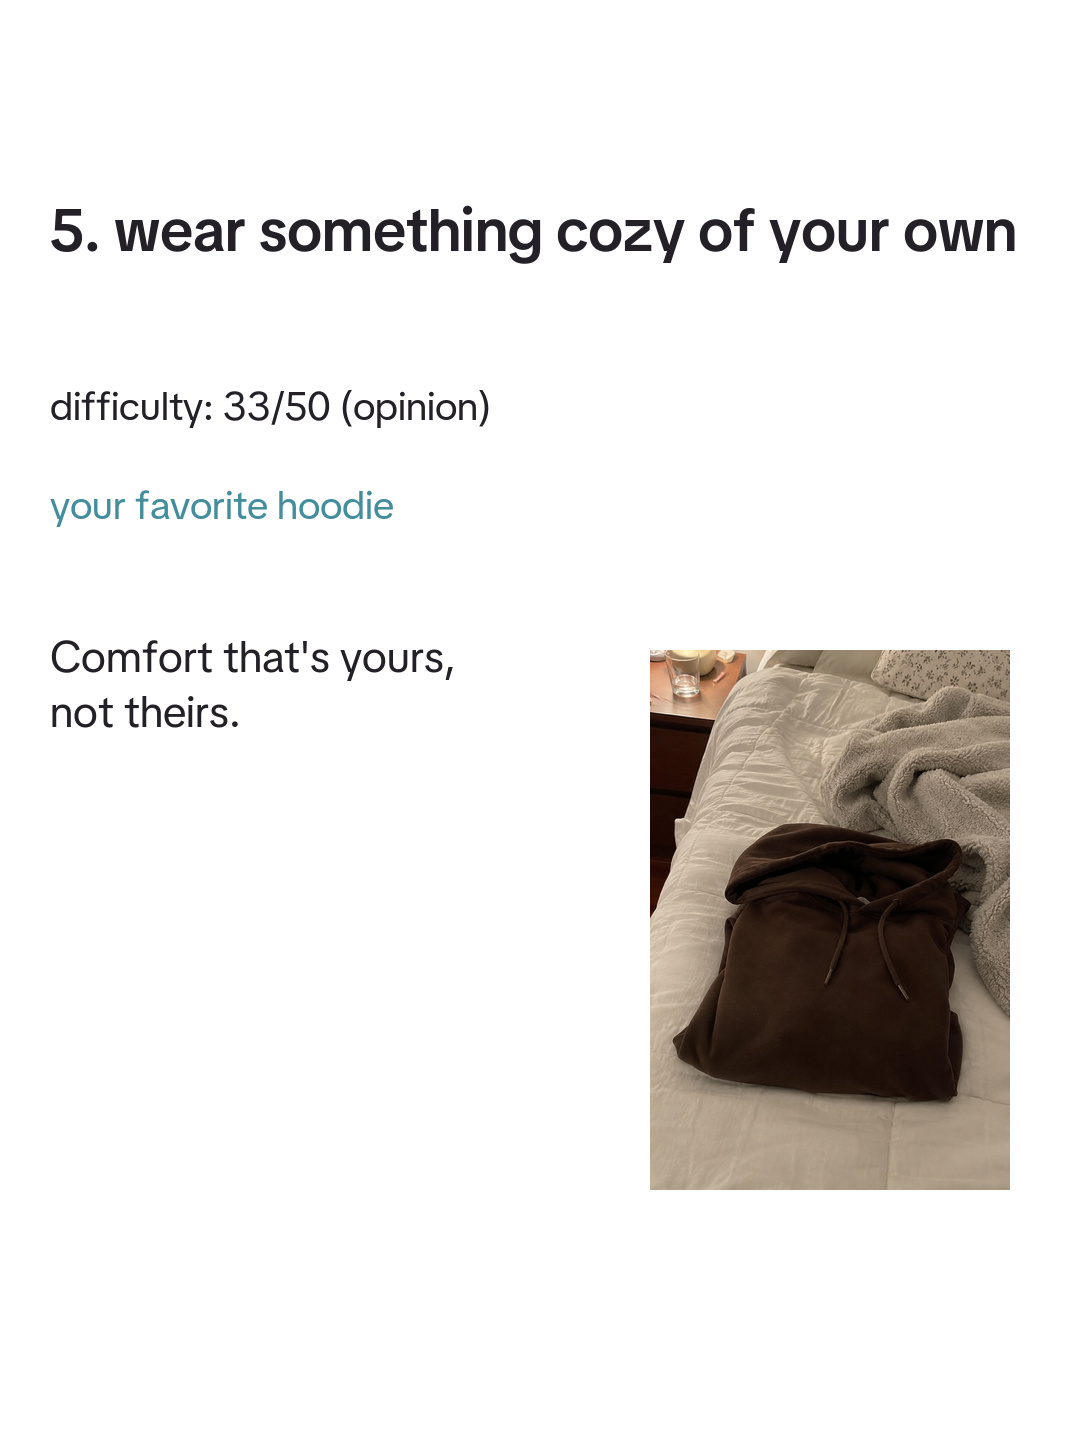 5. wear something cozy of your own
difficulty: 33/50 (opinion)
your favorite hoodie
Comfort that's yours,
not theirs.